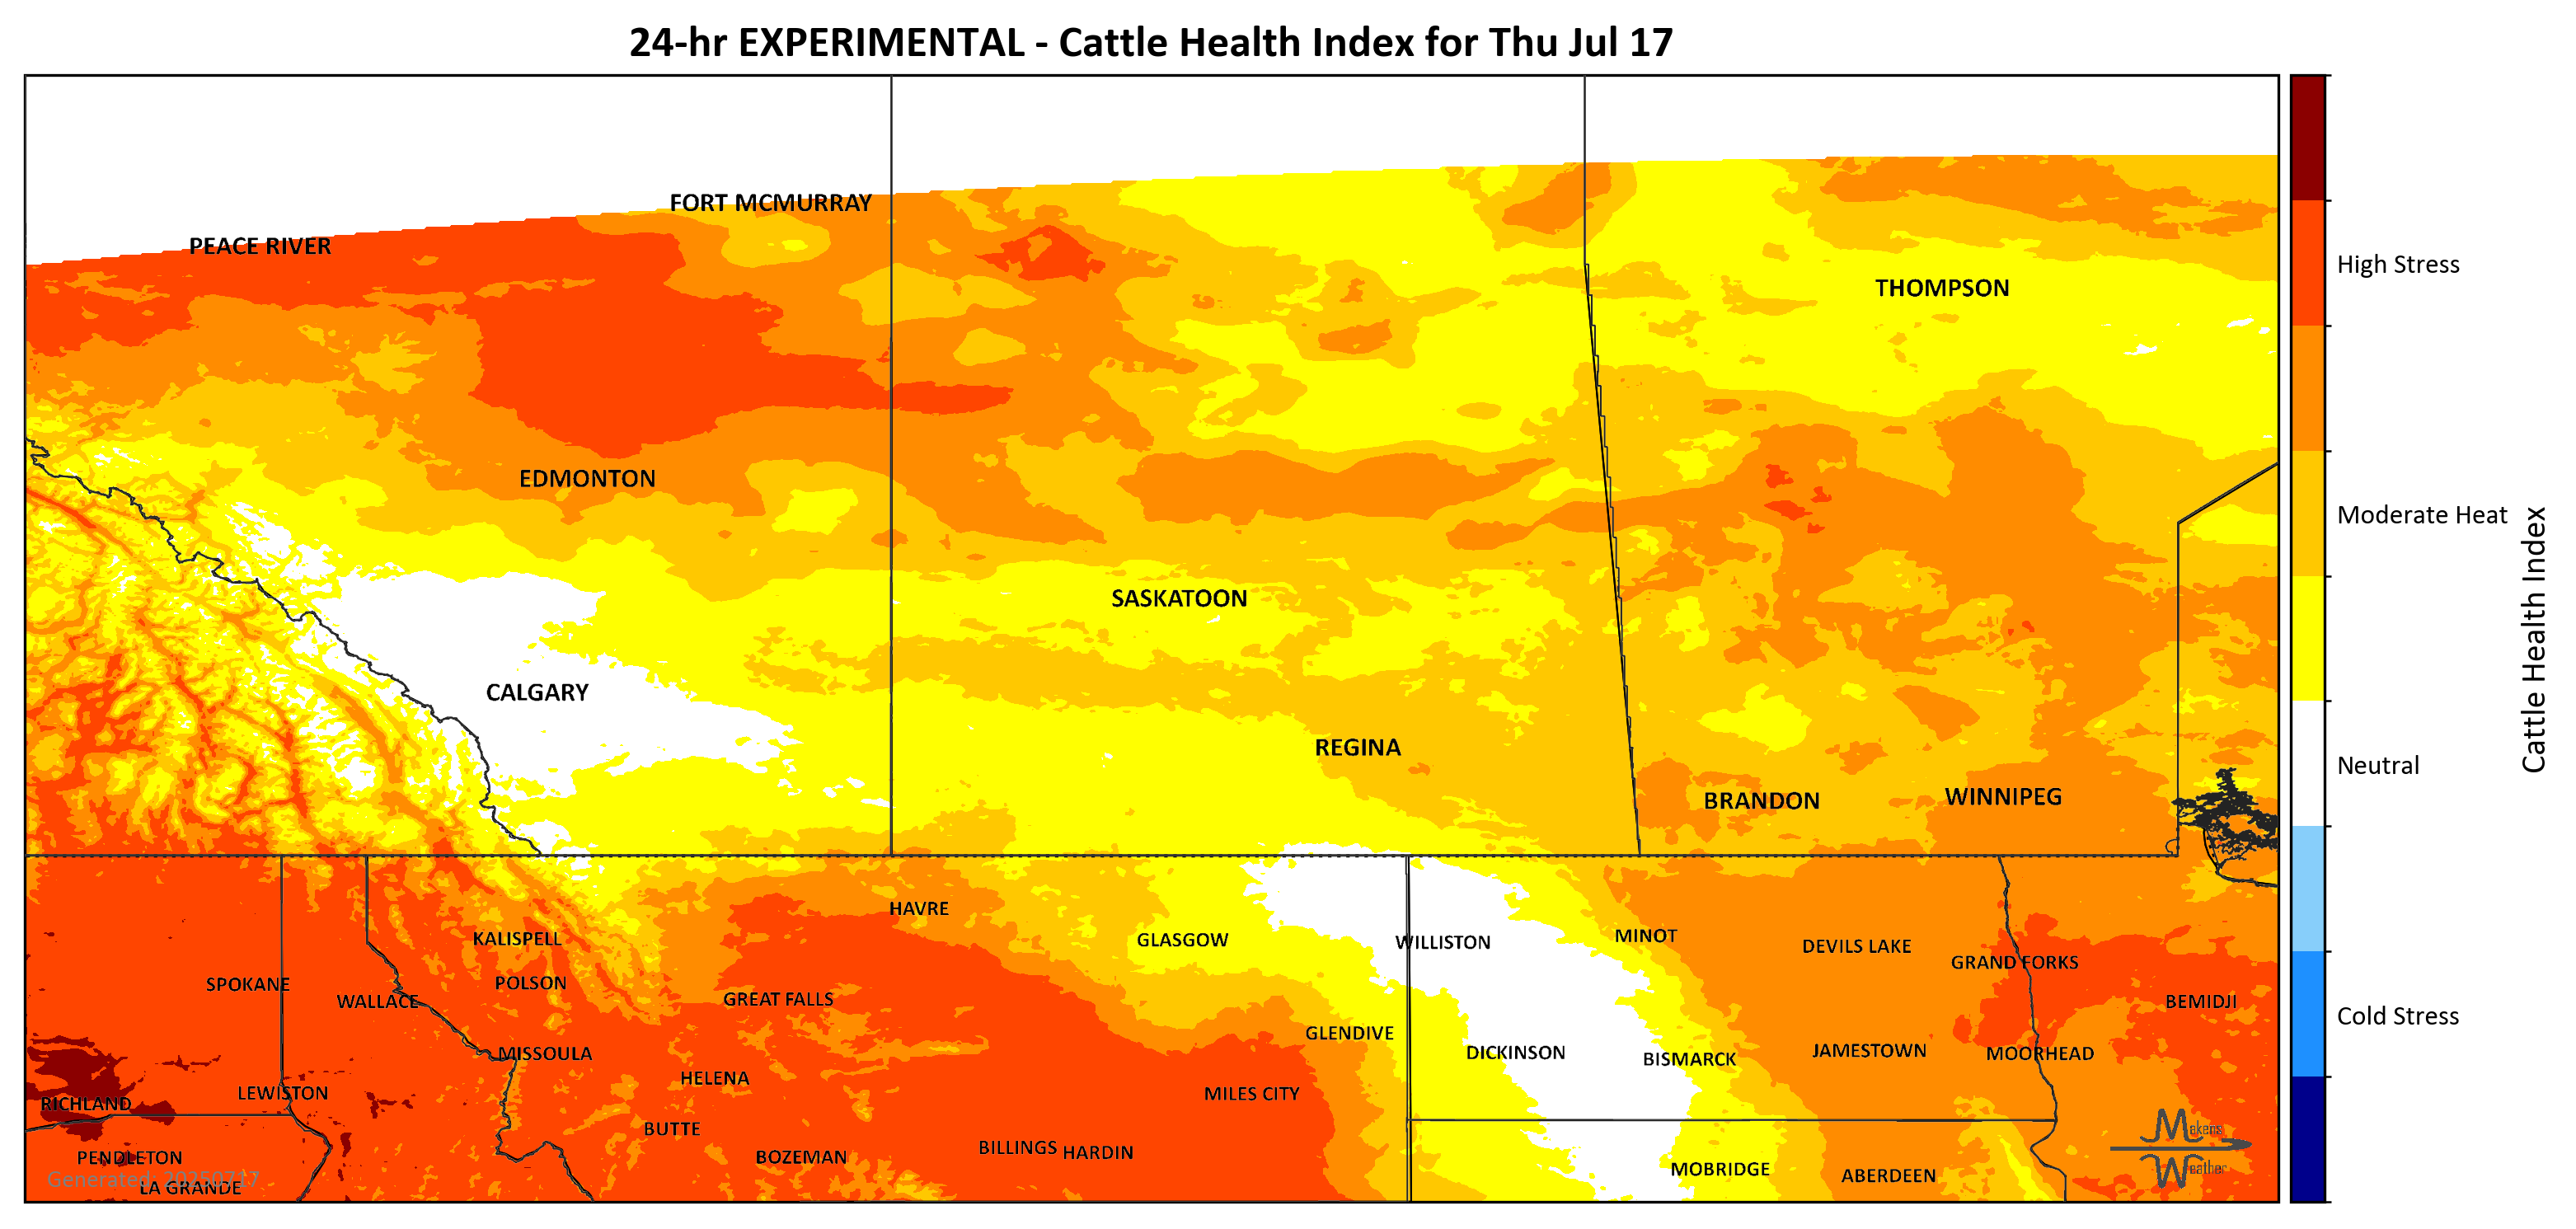 24-hr EXPERIMENTAL - Cattle Health Index for Thu Jul 17
FORT MCMURRAY
PEACE RIVER
THOMPSON
EDMONTON
SASKATOON
CALGARY
REGINA
BRANDON
WINNIPEG
HAVRE
KALISPELL
GLASGOW
WILLISTON
MINOT
DEVILS LAKE
GRAND FORKS
SPOKANE
POLSON
WALLACE
GREAT FALLS
BEMIDJI
GLENDIVE
MISSOULA
DICKINSON
BISMARCK
JAMESTOWN
MOORHEAD
HELENA
LEWISTON
MILES CITY
RICHLAND
BUTTE
BILLINGS
HARDIN
PENDLETON
BOZEMAN
MOBRIDGE
ABERDEEN
Generated: 20250717
LA GRANDE
Makens
Weather
High Stress
Moderate Heat
Neutral
Cold Stress
Cattle Health Index